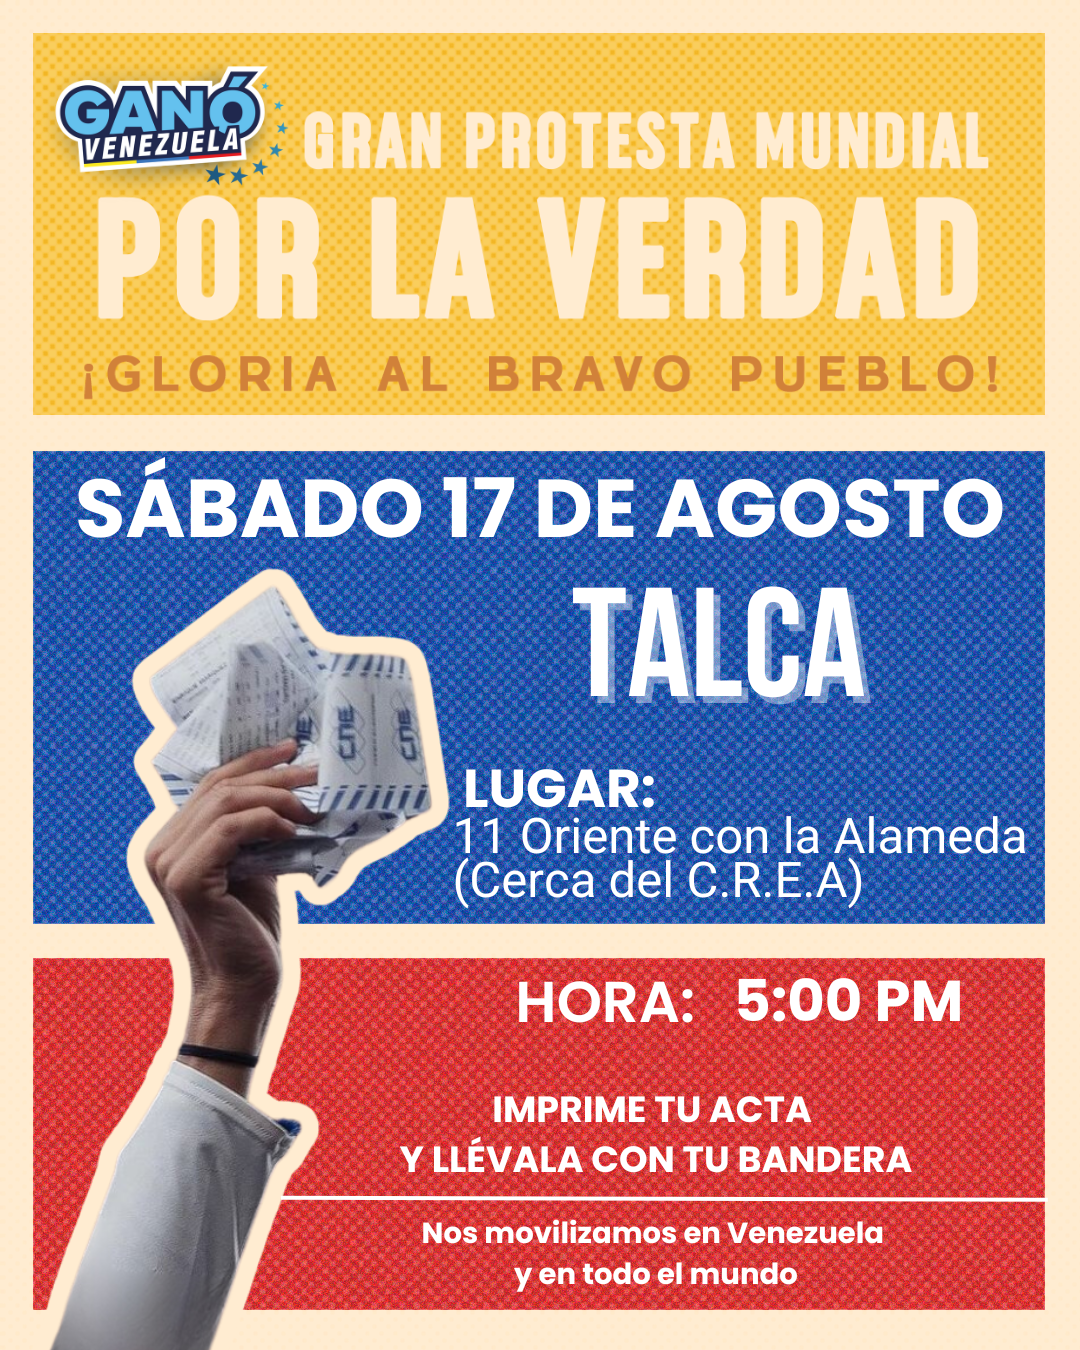 GANÓ
VENEZUELA
GRAN PROTESTA MUNDIAL
POR LA VERDAD
¡GLORIA AL BRAVO PUEBLO!
SÁBADO 17 DE AGOSTO
TALCA
CNE
CNE
LUGAR:
11 Oriente con la Alameda
(Cerca del C.R.E.A)
HORA: 5:00 PM
IMPRIME TU ACTA
Y LLÉVALA CON TU BANDERA
Nos movilizamos en Venezuela
y en todo el mundo